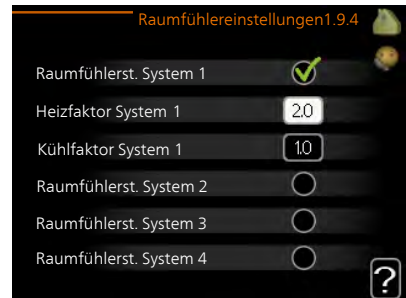 Raumfühlereinstellungen1.9.4
Raumfühlerst. System 1
Heizfaktor System 1 2.0
Kühlfaktor System 1 1.0
Raumfühlerst. System 2
Raumfühlerst. System 3
Raumfühlerst. System 4
?